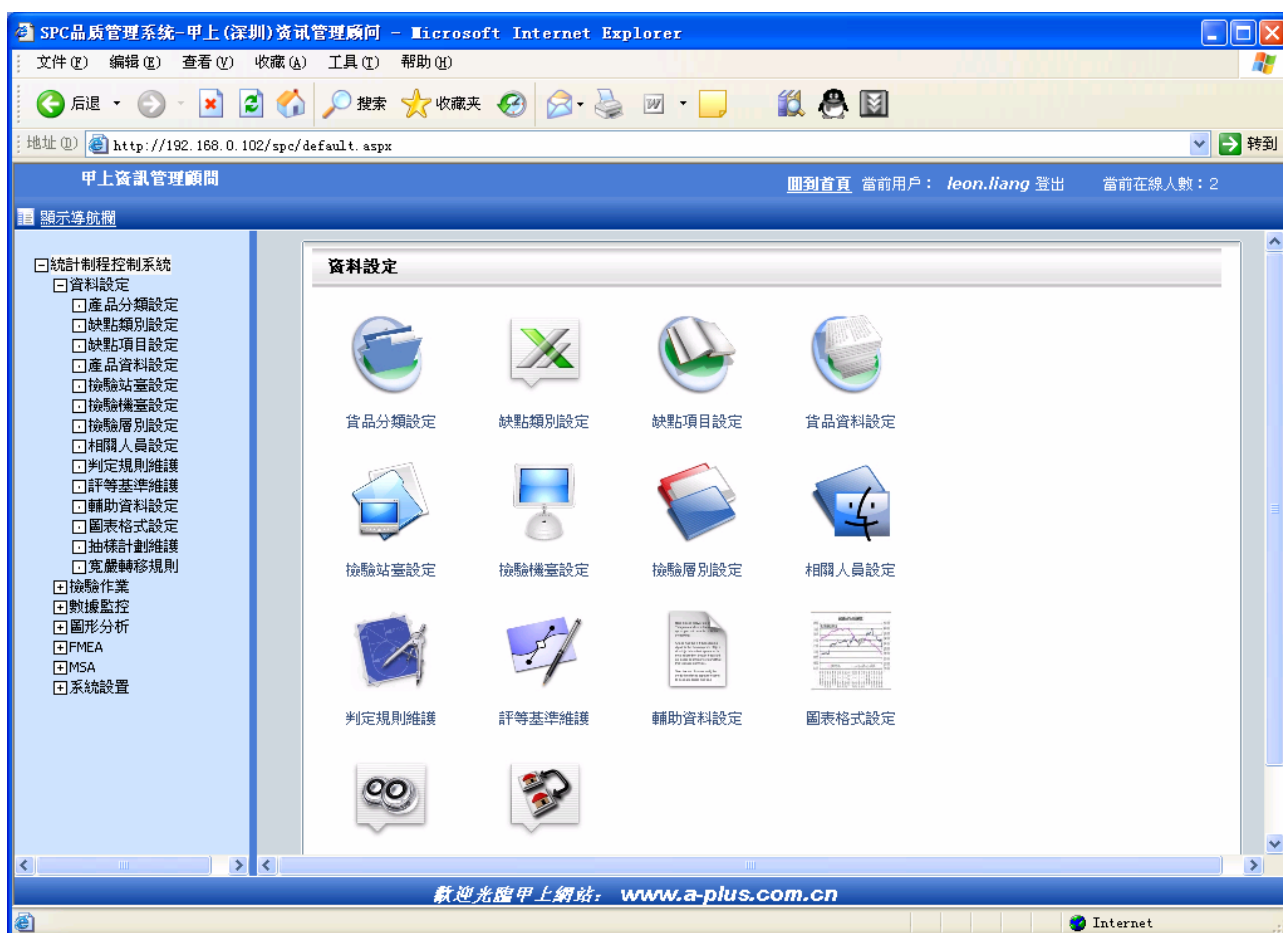 SPC品质管理系统-甲上(深圳)资讯管理顾问 - Microsoft Internet Explorer
文件(F) 编辑(E) 查看(V) 收藏(A) 工具(T) 帮助(H)
后退 搜索 收藏夹
地址(D) http://192.168.0.102/spc/default.aspx 转到
甲上資訊管理顧問
回到首頁 當前用戶： leon.liang 登出 當前在線人數：2
顯示導航欄
統計制程控制系統
資料設定
產品分類設定
缺點類別設定
缺點項目設定
產品資料設定
檢驗站臺設定
檢驗機臺設定
檢驗層別設定
相關人員設定
判定規則維護
評等基準維護
輔助資料設定
圖表格式設定
抽樣計劃維護
寬嚴轉移規則
檢驗作業
數據監控
圖形分析
FMEA
MSA
系統設置
資料設定
貨品分類設定 缺點類別設定 缺點項目設定 貨品資料設定
檢驗站臺設定 檢驗機臺設定 檢驗層別設定 相關人員設定
判定規則維護 評等基準維護 輔助資料設定 圖表格式設定
歡迎光臨甲上網站： www.a-plus.com.cn
Internet